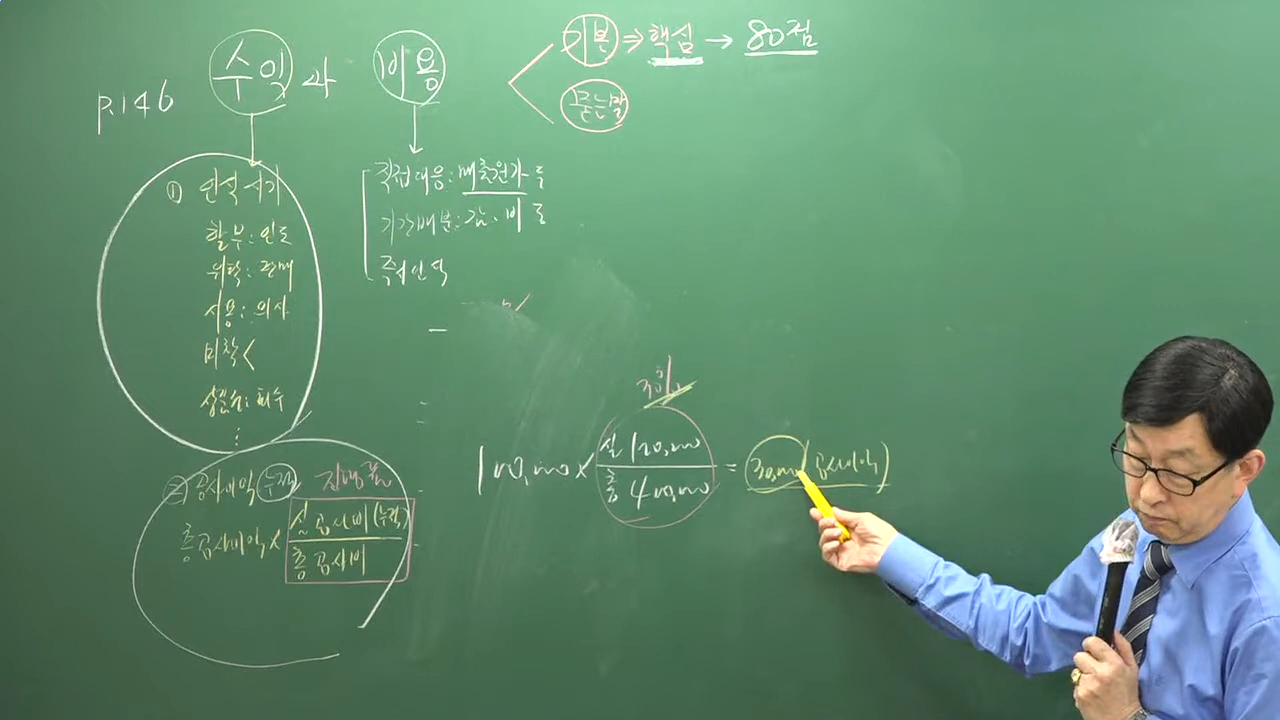 p.146
수익과 비용
기본 ⇒ 핵심 → 80점
모르는말
① 인식시기
할부: 인도
위탁: 판매
시용: 의사
미착 <
상품권: 회수
⋮
직접대응: 매출원가 등
기간배분: 감·비 등
즉시인식
② 공사수익 누적 진행률
총공사수익 × 실공사비(누적)
총공사비
30%
100,000 × 실 120,000
총 400,000
= 30,000 (공사수익)